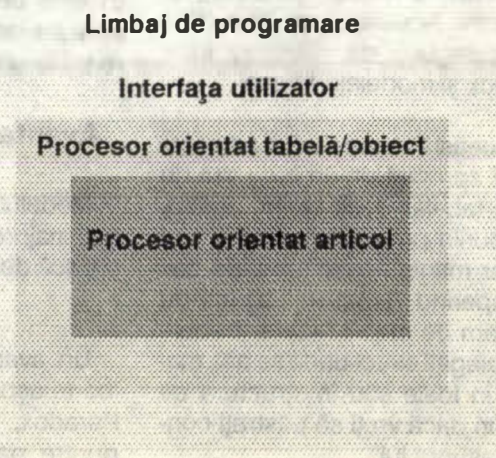 Limbaj de programare
Interfaţa utilizator
Procesor orientat tabelă/obiect
Procesor orientat articol